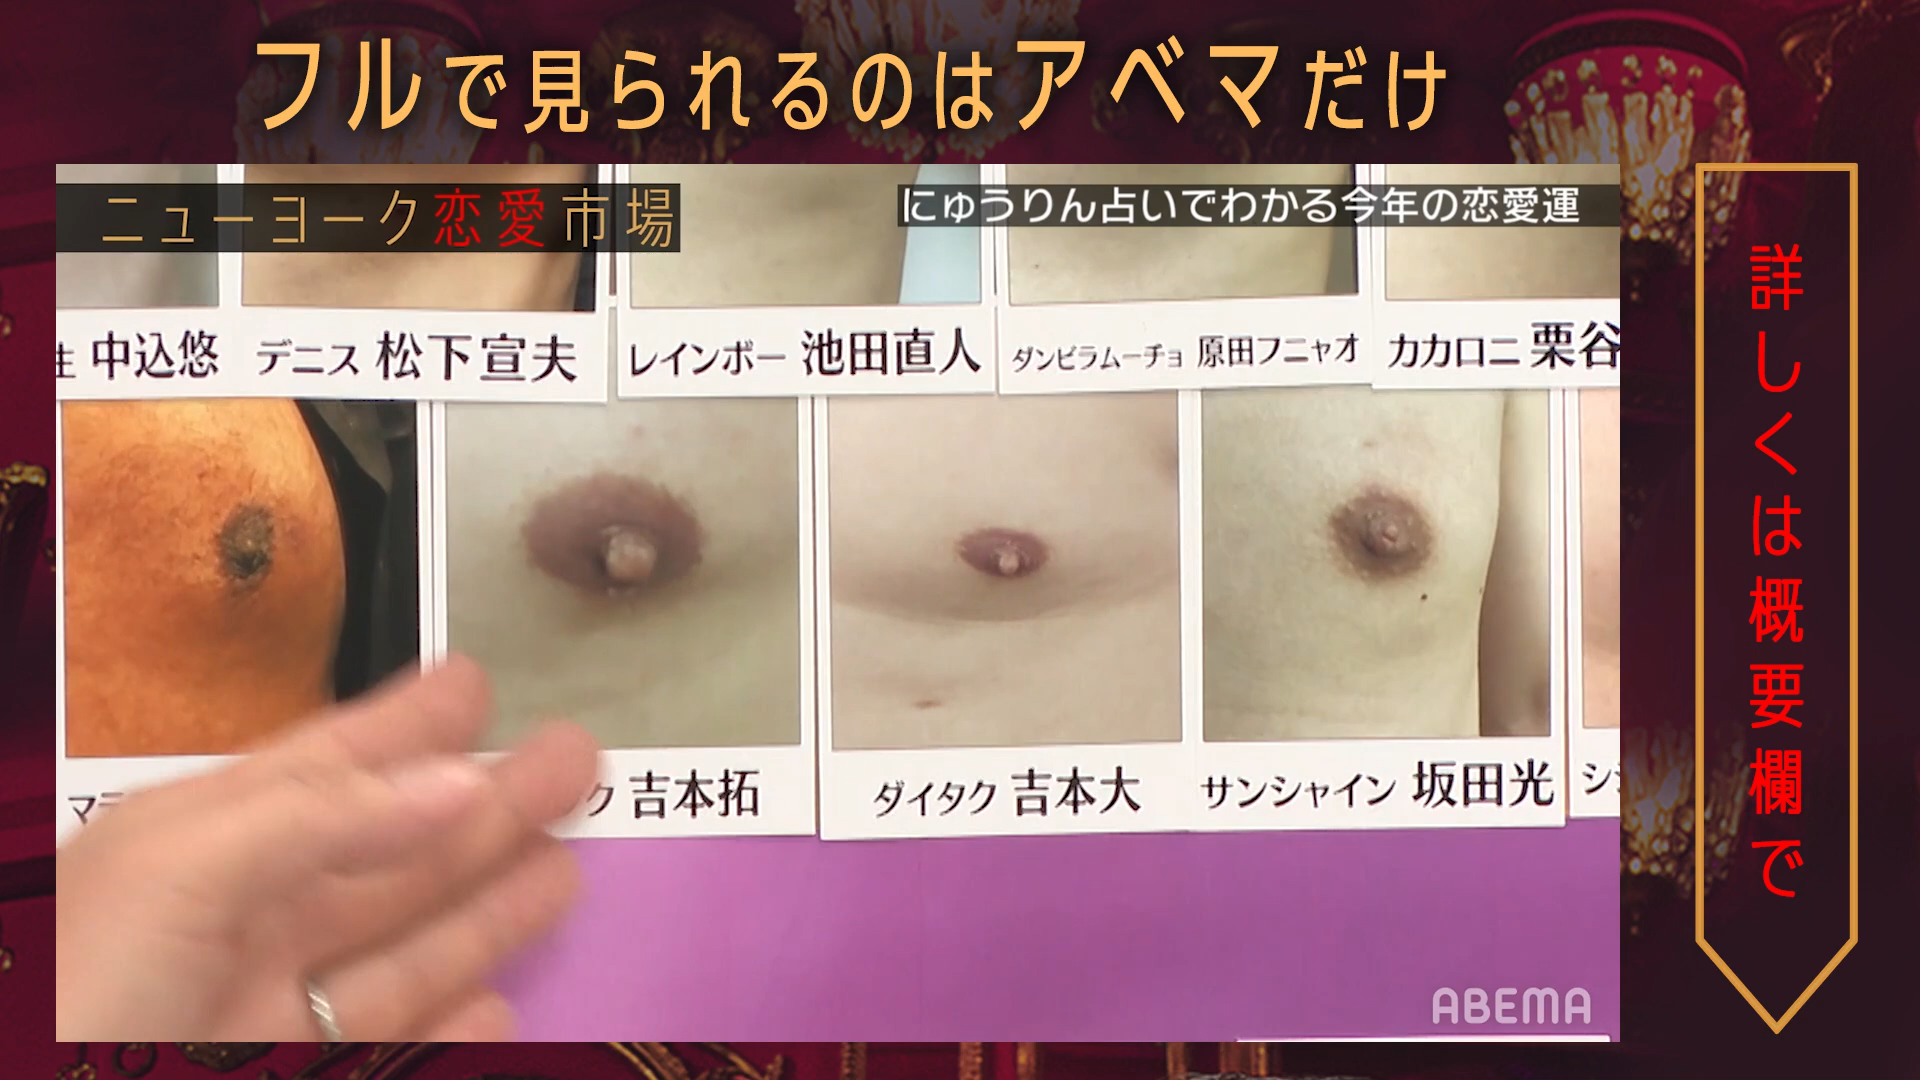 フルで見られるのはアベマだけ
ニューヨーク恋愛市場
にゅうりん占いでわかる今年の恋愛運
中込悠
デニス 松下宣夫
レインボー 池田直人
ダンビラムーチョ 原田フニャオ
カカロニ 栗谷
ク 吉本拓
ダイタク 吉本大
サンシャイン 坂田光
ABEMA
詳しくは概要欄で